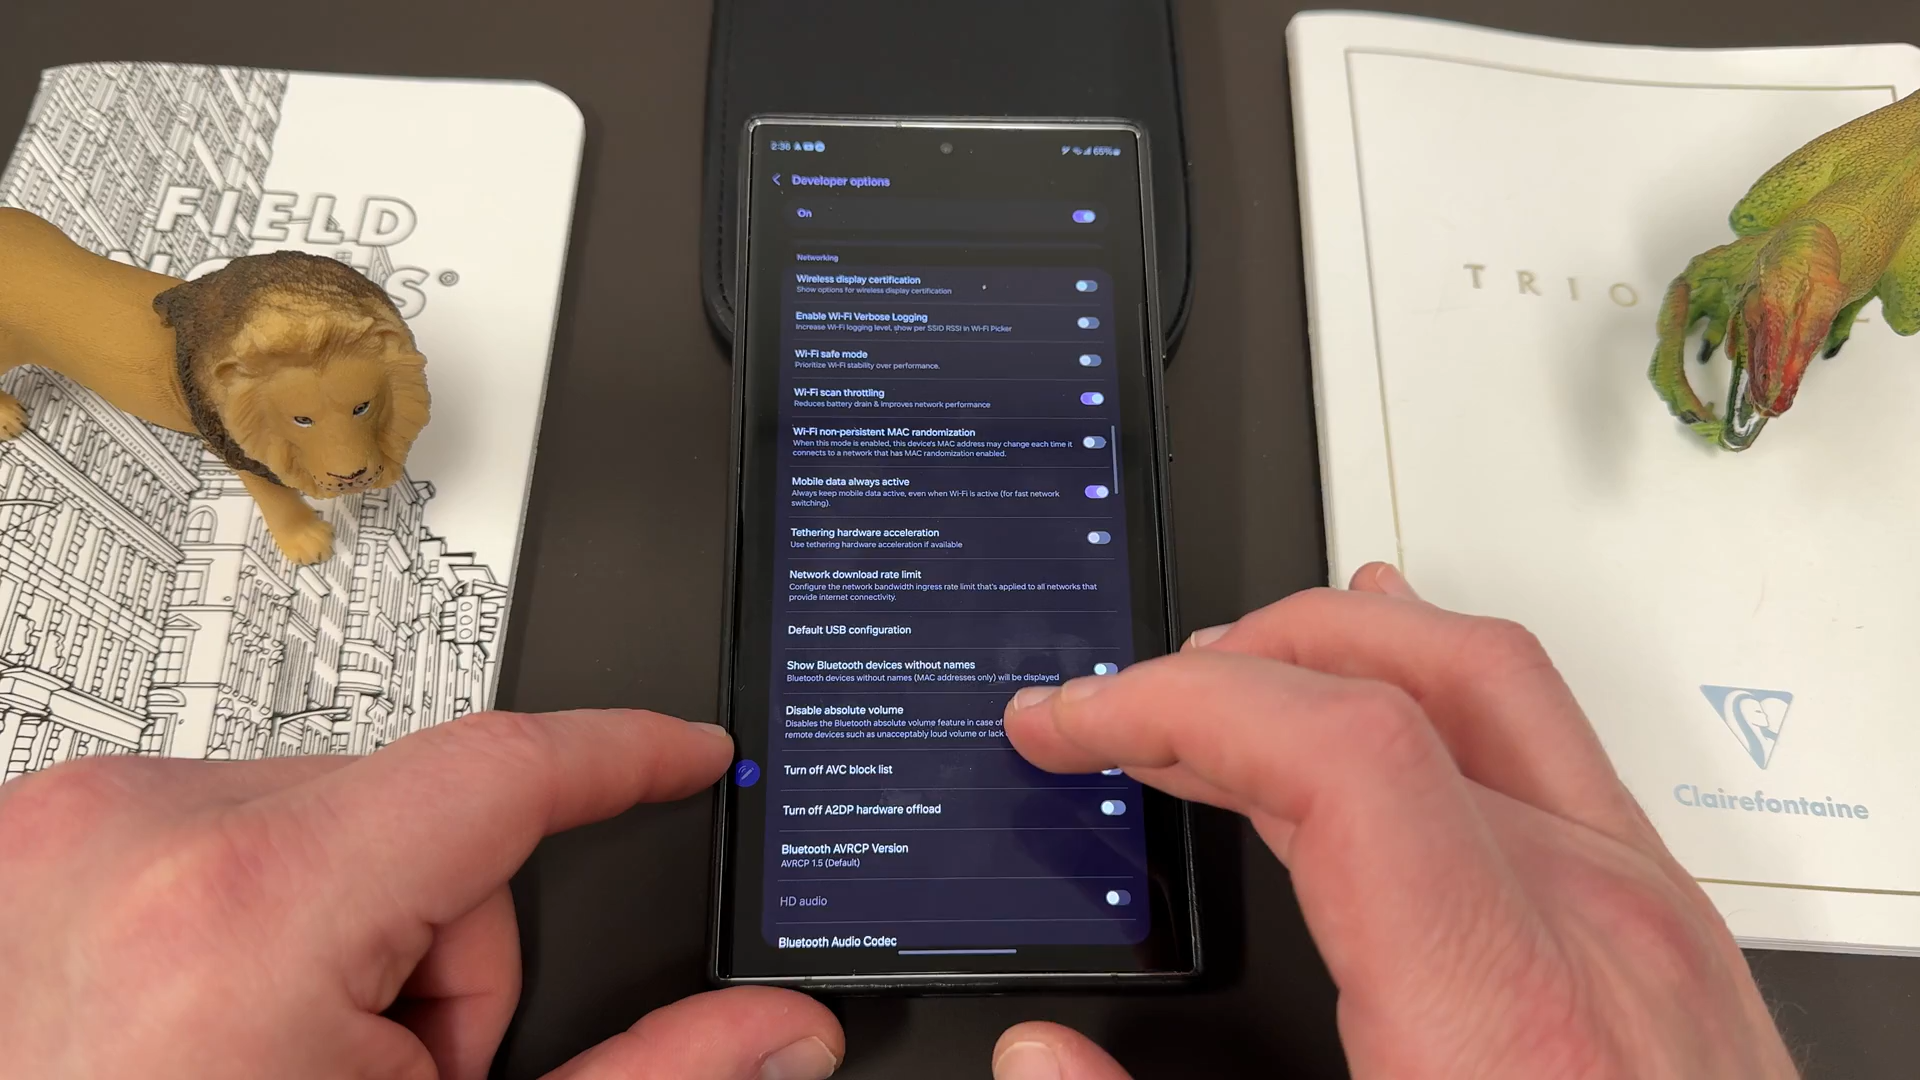 FIELD
TRIO
Clairefontaine
2:36
65%
Developer options
On
Networking
Wireless display certification
Show options for wireless display certification
Enable Wi-Fi Verbose Logging
Increase Wi-Fi logging level, show per SSID RSSI in Wi-Fi Picker
Wi-Fi safe mode
Prioritize Wi-Fi stability over performance.
Wi-Fi scan throttling
Reduces battery drain & improves network performance
Wi-Fi non-persistent MAC randomization
When this mode is enabled, this device's MAC address may change each time it
connects to a network that has MAC randomization enabled.
Mobile data always active
Always keep mobile data active, even when Wi-Fi is active (for fast network
switching).
Tethering hardware acceleration
Use tethering hardware acceleration if available
Network download rate limit
Configure the network bandwidth ingress rate limit that's applied to all networks that
provide internet connectivity.
Default USB configuration
Show Bluetooth devices without names
Bluetooth devices without names (MAC addresses only) will be displayed
Disable absolute volume
Disables the Bluetooth absolute volume feature in case of
remote devices such as unacceptably loud volume or lack
Turn off AVC block list
Turn off A2DP hardware offload
Bluetooth AVRCP Version
AVRCP 1.5 (Default)
HD audio
Bluetooth Audio Codec